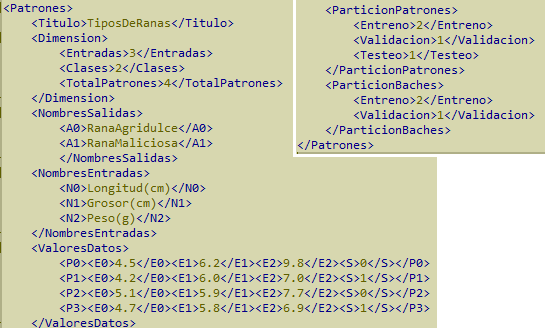 <Patrones>
<Titulo>TiposDeRanas</Titulo>
<Dimension>
<Entradas>3</Entradas>
<Clases>2</Clases>
<TotalPatrones>4</TotalPatrones>
</Dimension>
<NombresSalidas>
<A0>RanaAgridulce</A0>
<A1>RanaMaliciosa</A1>
</NombresSalidas>
<NombresEntradas>
<N0>Longitud(cm)</N0>
<N1>Grosor(cm)</N1>
<N2>Peso(g)</N2>
</NombresEntradas>
<ValoresDatos>
<P0><E0>4.5</E0><E1>6.2</E1><E2>9.8</E2><S>0</S></P0>
<P1><E0>4.2</E0><E1>6.0</E1><E2>7.0</E2><S>1</S></P1>
<P2><E0>5.1</E0><E1>5.9</E1><E2>7.7</E2><S>0</S></P2>
<P3><E0>4.7</E0><E1>5.8</E1><E2>6.9</E2><S>1</S></P3>
</ValoresDatos>
<ParticionPatrones>
<Entreno>2</Entreno>
<Validacion>1</Validacion>
<Testeo>1</Testeo>
</ParticionPatrones>
<ParticionBaches>
<Entreno>2</Entreno>
<Validacion>1</Validacion>
</ParticionBaches>
</Patrones>